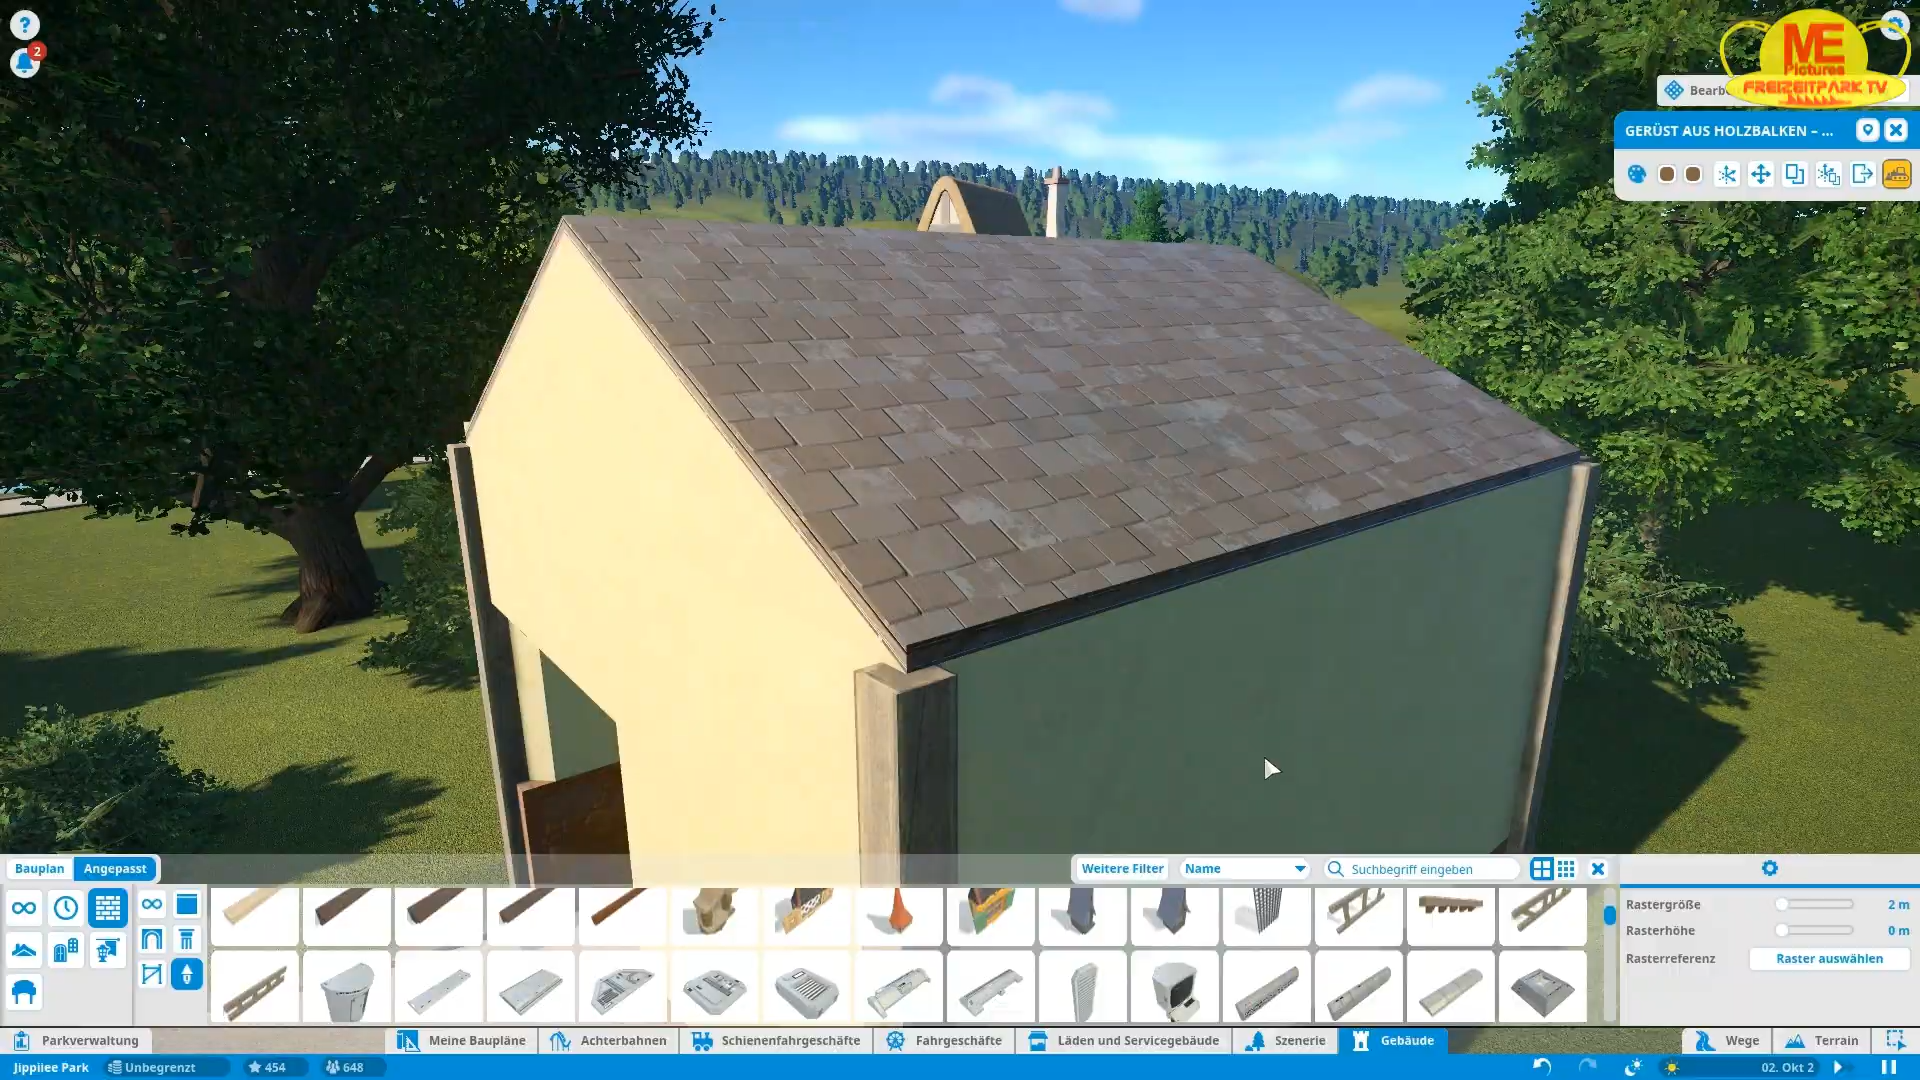 ?
2
ME
Pictures
FREIZEITPARK TV
GERÜST AUS HOLZBALKEN – ...
Bauplan
Angepasst
Weitere Filter
Name
Suchbegriff eingeben
Rastergröße
2 m
Rasterhöhe
0 m
Rasterreferenz
Raster auswählen
Parkverwaltung
Meine Baupläne
Achterbahnen
Schienenfahrgeschäfte
Fahrgeschäfte
Läden und Servicegebäude
Szenerie
Gebäude
Wege
Terrain
Jippiiee Park
Unbegrenzt
454
648
02. Okt 2